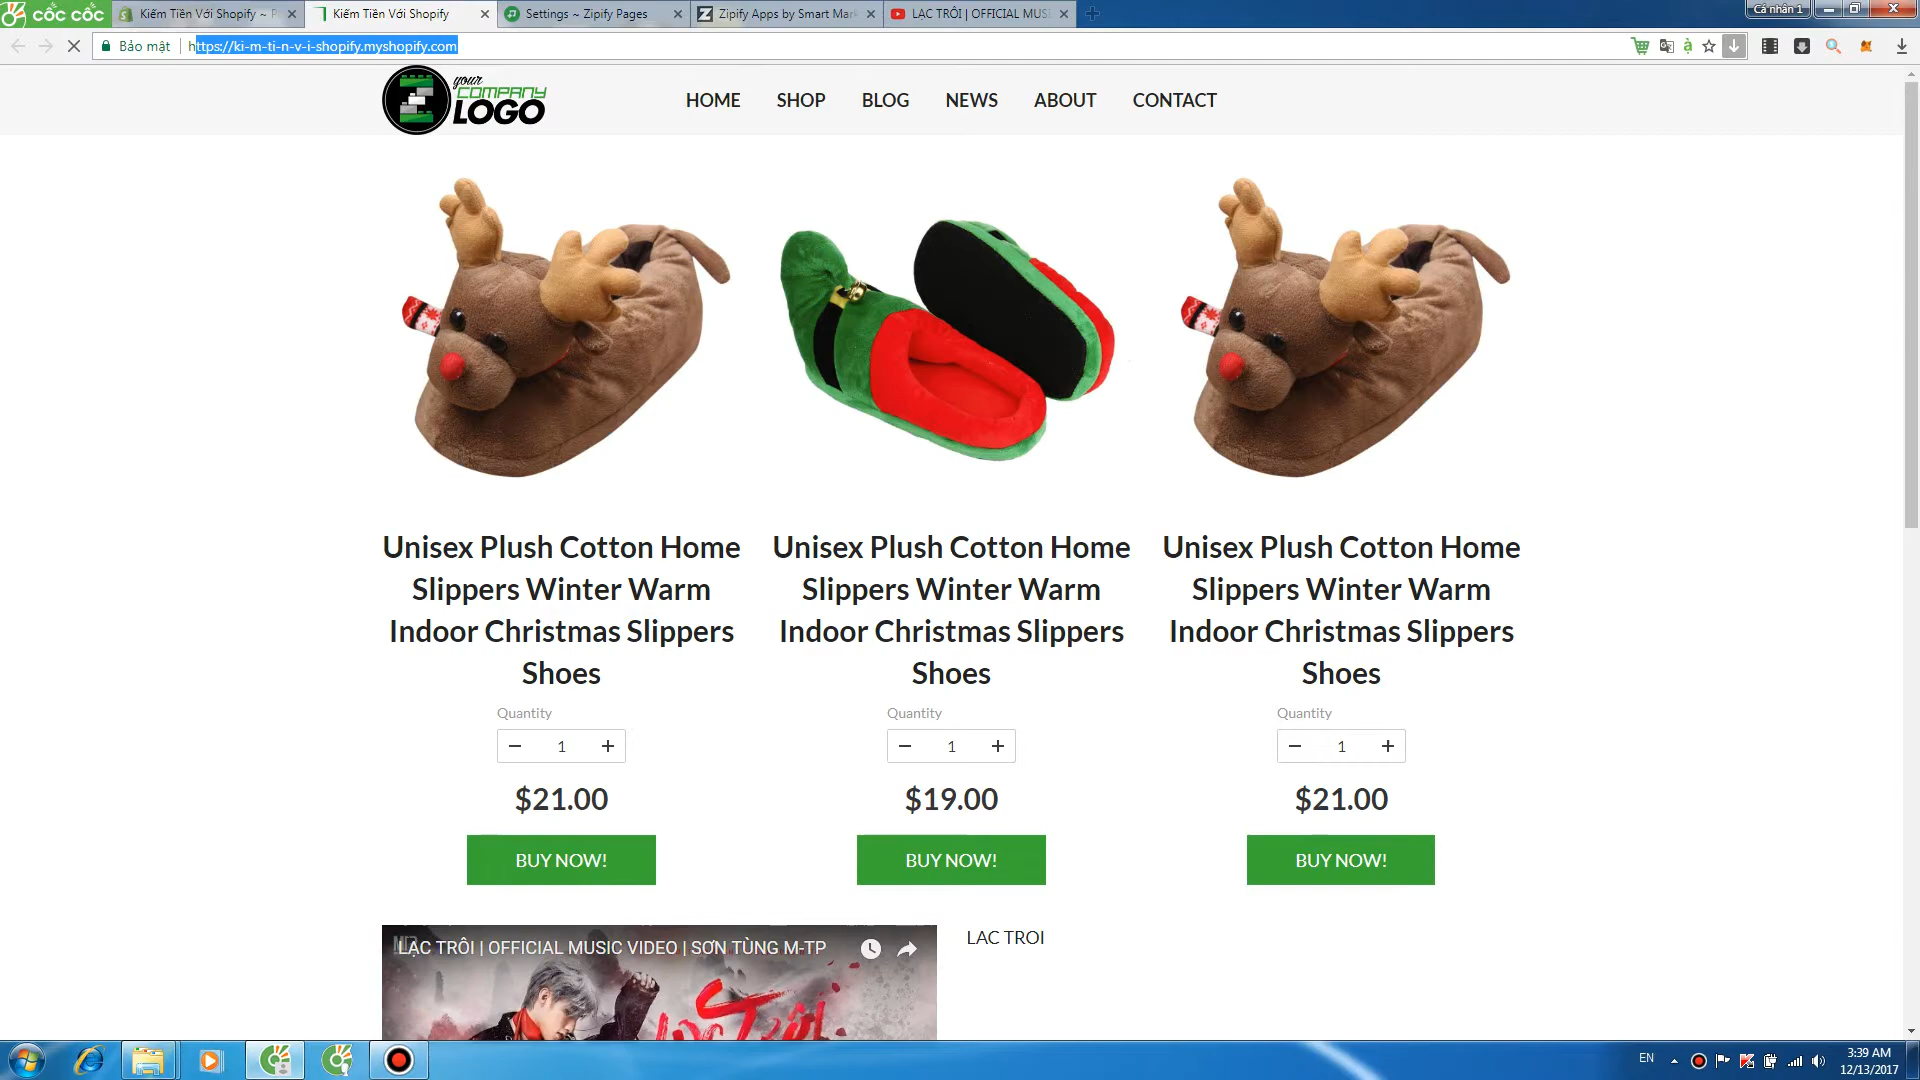 cốc cốc
Kiếm Tiền Với Shopify ~ P
Kiếm Tiền Với Shopify
Settings ~ Zipify Pages
Zipify Apps by Smart Mark
LẠC TRÔI | OFFICIAL MUSI
Cá nhân 1
Bảo mật
https://ki-m-ti-n-v-i-shopify.myshopify.com
your
COMPANY
LOGO
HOME
SHOP
BLOG
NEWS
ABOUT
CONTACT
Unisex Plush Cotton Home
Slippers Winter Warm
Indoor Christmas Slippers
Shoes
Quantity
1
$21.00
BUY NOW!
Unisex Plush Cotton Home
Slippers Winter Warm
Indoor Christmas Slippers
Shoes
Quantity
1
$19.00
BUY NOW!
Unisex Plush Cotton Home
Slippers Winter Warm
Indoor Christmas Slippers
Shoes
Quantity
1
$21.00
BUY NOW!
LẠC TRÔI | OFFICIAL MUSIC VIDEO | SƠN TÙNG M-TP
LAC TROI
EN
3:39 AM
12/13/2017